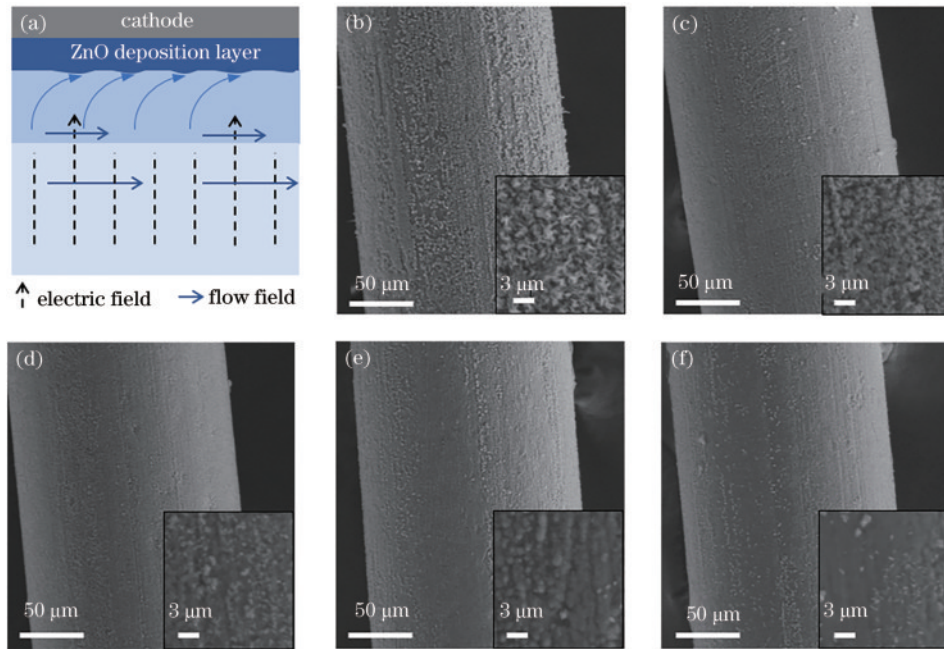 (a)
cathode
ZnO deposition layer
electric field
flow field
(b)
50 μm
3 μm
(c)
50 μm
3 μm
(d)
50 μm
3 μm
(e)
50 μm
3 μm
(f)
50 μm
3 μm